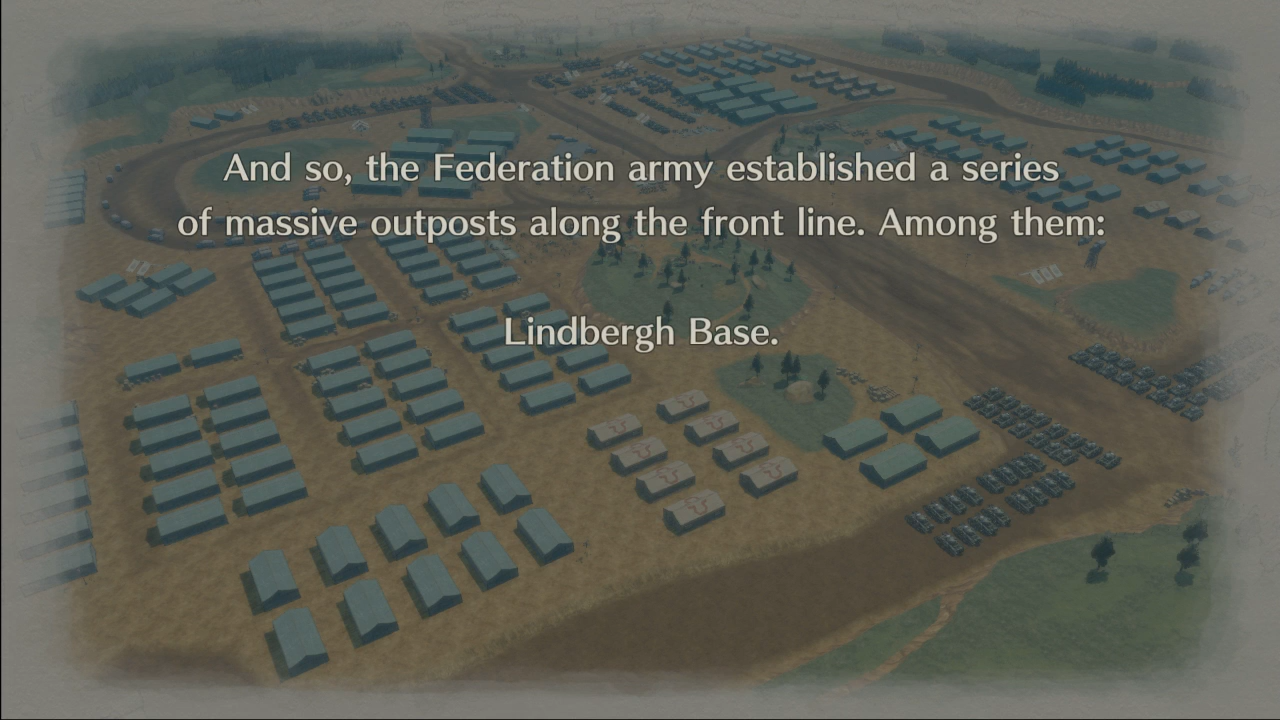 And so, the Federation army established a series
of massive outposts along the front line. Among them:
Lindbergh Base.